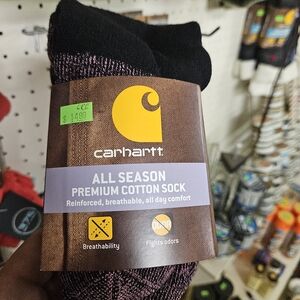 $ 14.99
carhartt
ALL SEASON
PREMIUM COTTON SOCK
Reinforced, breathable, all day comfort
Breathability
Fights odors